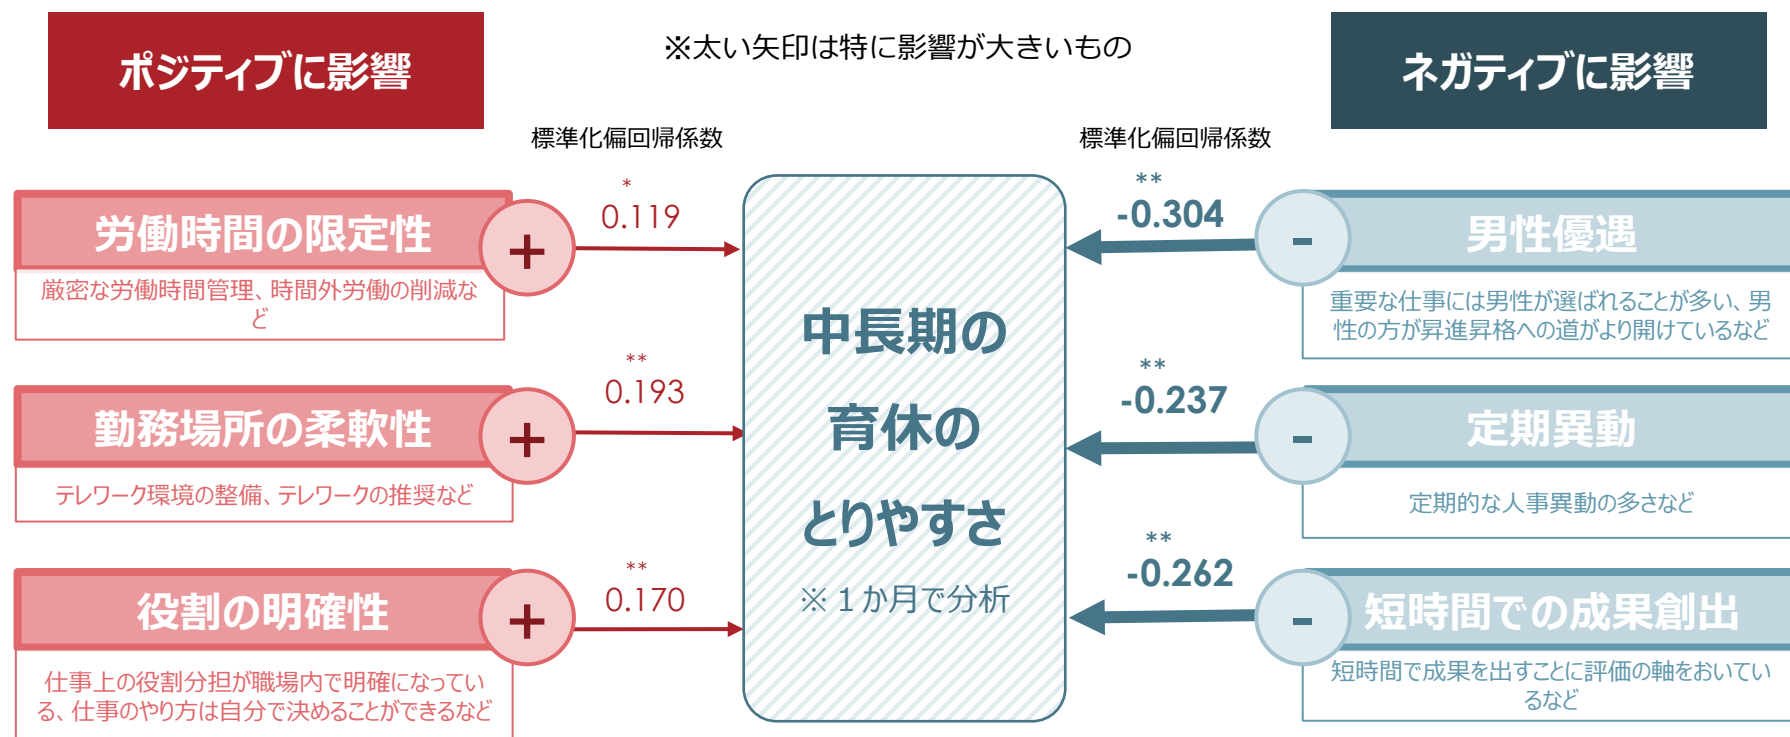 ポジティブに影響
※太い矢印は特に影響が大きいもの
ネガティブに影響
標準化偏回帰係数
標準化偏回帰係数
労働時間の限定性
+
*
0.119
厳密な労働時間管理、時間外労働の削減な
ど
勤務場所の柔軟性
+
**
0.193
テレワーク環境の整備、テレワークの推奨など
役割の明確性
+
**
0.170
仕事上の役割分担が職場内で明確になってい
る、仕事のやり方は自分で決めることができるなど
中長期の
育休の
とりやすさ
※１か月で分析
**
-0.304
-
男性優遇
重要な仕事には男性が選ばれることが多い、男
性の方が昇進昇格への道がより開けているなど
**
-0.237
-
定期異動
定期的な人事異動の多さなど
**
-0.262
-
短時間での成果創出
短時間で成果を出すことに評価の軸をおいてい
るなど